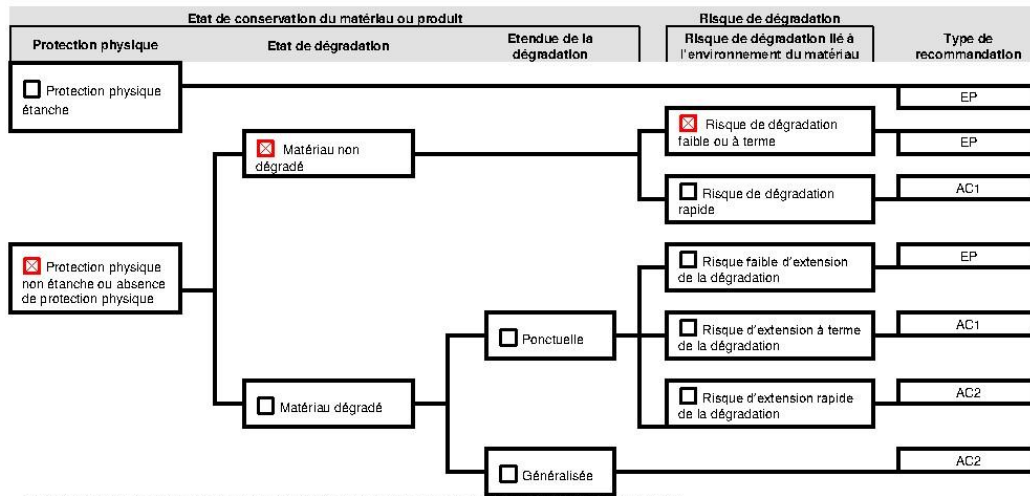 Etat de conservation du matériau ou produit
Risque de dégradation
Protection physique
Etat de dégradation
Etendue de la
dégradation
Risque de dégradation lié à
l'environnement du matériau
Type de
recommandation
Protection physique
étanche
EP
Matériau non
dégradé
Risque de dégradation
faible ou à terme
EP
Risque de dégradation
rapide
AC1
Protection physique
non étanche ou absence
de protection physique
Risque faible d'extension
de la dégradation
EP
Ponctuelle
Risque d'extension à terme
de la dégradation
AC1
Matériau dégradé
Risque d'extension rapide
de la dégradation
AC2
Généralisée
AC2